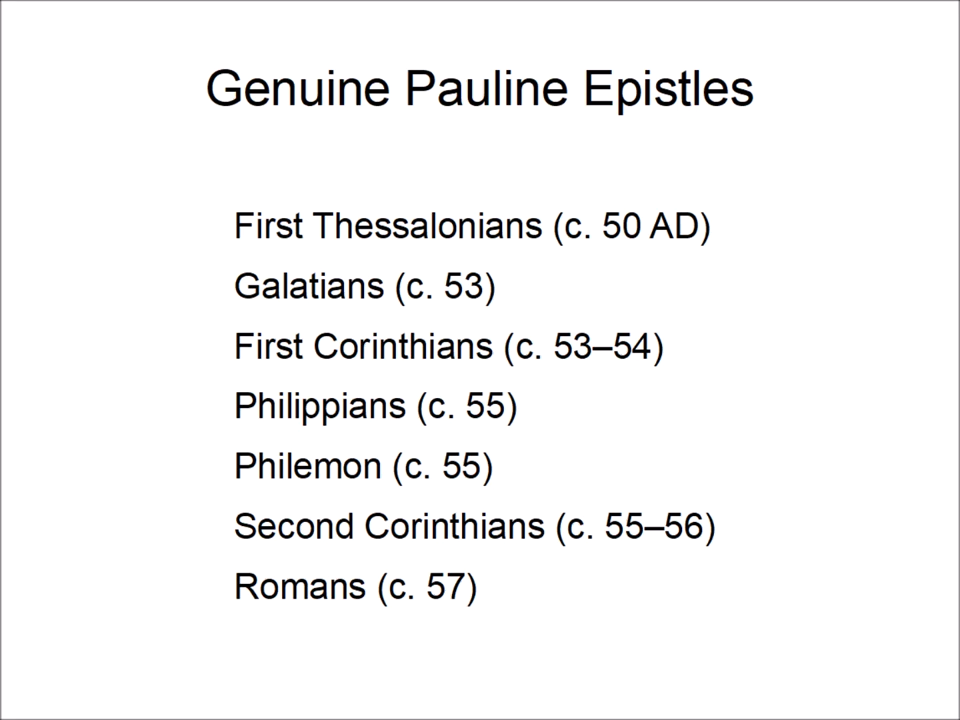 Genuine Pauline Epistles
First Thessalonians (c. 50 AD)
Galatians (c. 53)
First Corinthians (c. 53–54)
Philippians (c. 55)
Philemon (c. 55)
Second Corinthians (c. 55–56)
Romans (c. 57)